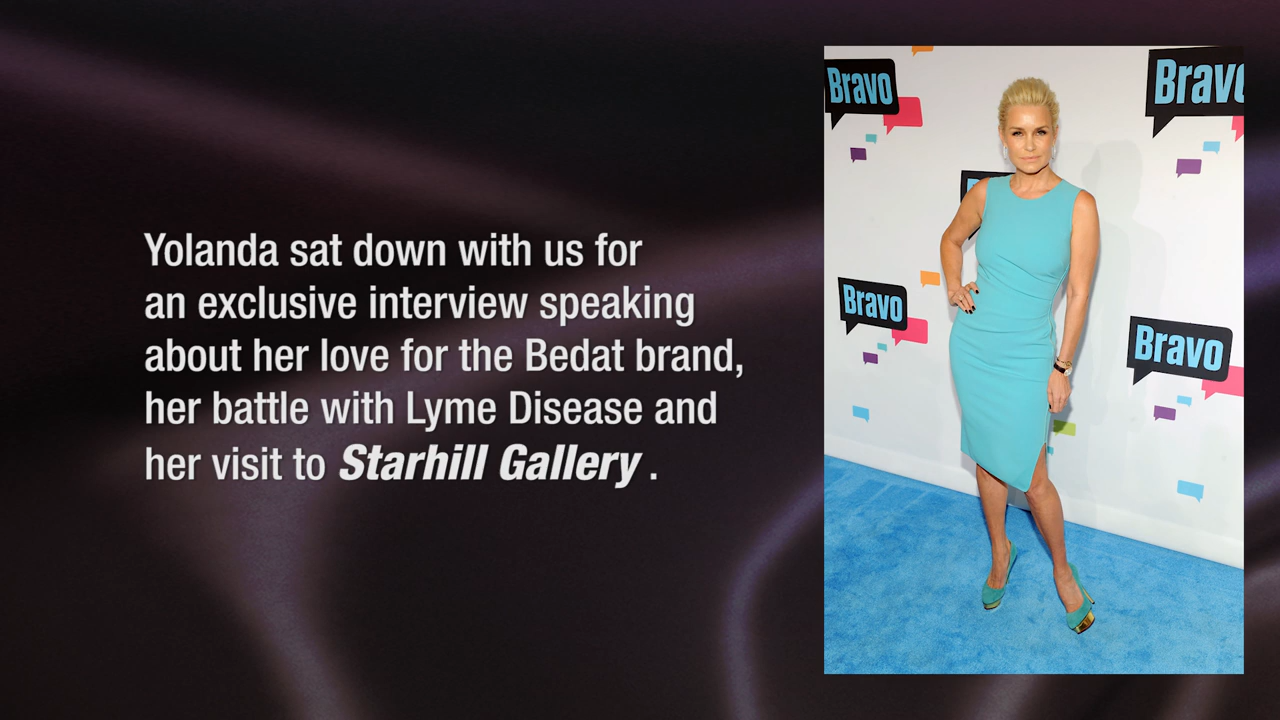 Yolanda sat down with us for
an exclusive interview speaking
about her love for the Bedat brand,
her battle with Lyme Disease and
her visit to Starhill Gallery .
Bravo
Brav
Bravo
Bravo